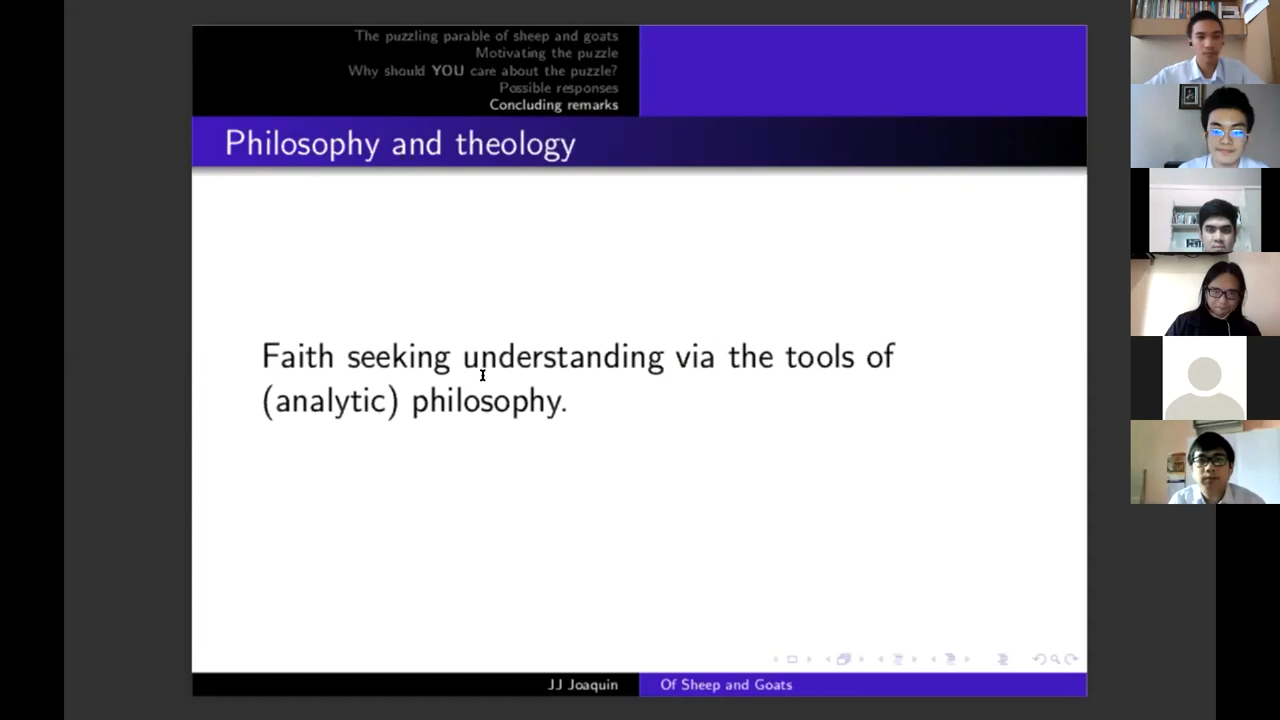 The puzzling parable of sheep and goats
Motivating the puzzle
Why should YOU care about the puzzle?
Possible responses
Concluding remarks
Philosophy and theology
Faith seeking understanding via the tools of
(analytic) philosophy.
JJ Joaquin
Of Sheep and Goats